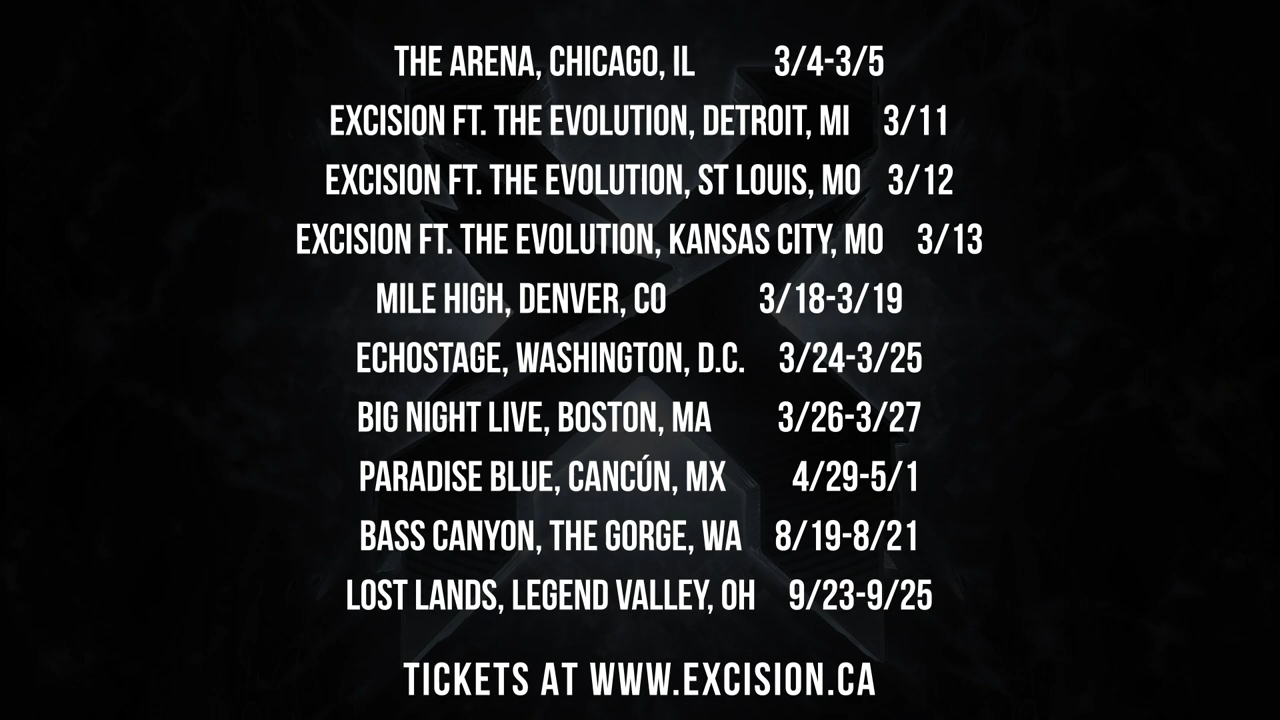 THE ARENA, CHICAGO, IL 3/4-3/5
EXCISION FT. THE EVOLUTION, DETROIT, MI 3/11
EXCISION FT. THE EVOLUTION, ST LOUIS, MO 3/12
EXCISION FT. THE EVOLUTION, KANSAS CITY, MO 3/13
MILE HIGH, DENVER, CO 3/18-3/19
ECHOSTAGE, WASHINGTON, D.C. 3/24-3/25
BIG NIGHT LIVE, BOSTON, MA 3/26-3/27
PARADISE BLUE, CANCÚN, MX 4/29-5/1
BASS CANYON, THE GORGE, WA 8/19-8/21
LOST LANDS, LEGEND VALLEY, OH 9/23-9/25
TICKETS AT WWW.EXCISION.CA